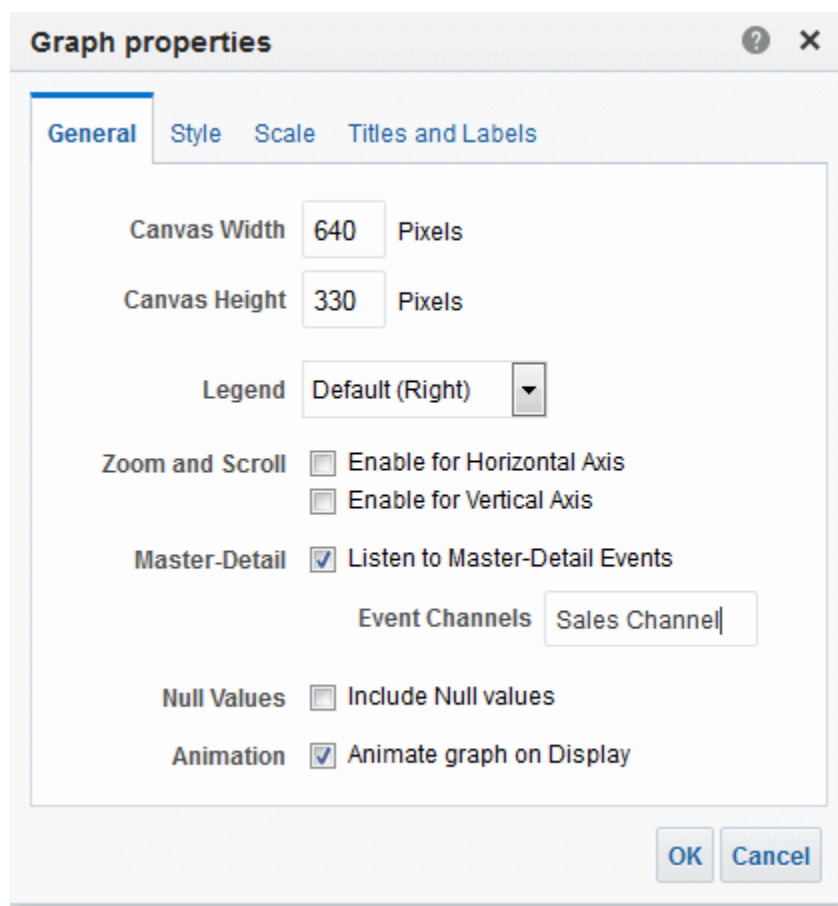 Graph properties
General Style Scale Titles and Labels
Canvas Width 640 Pixels
Canvas Height 330 Pixels
Legend Default (Right)
Zoom and Scroll Enable for Horizontal Axis
Enable for Vertical Axis
Master-Detail Listen to Master-Detail Events
Event Channels Sales Channel
Null Values Include Null values
Animation Animate graph on Display
OK Cancel